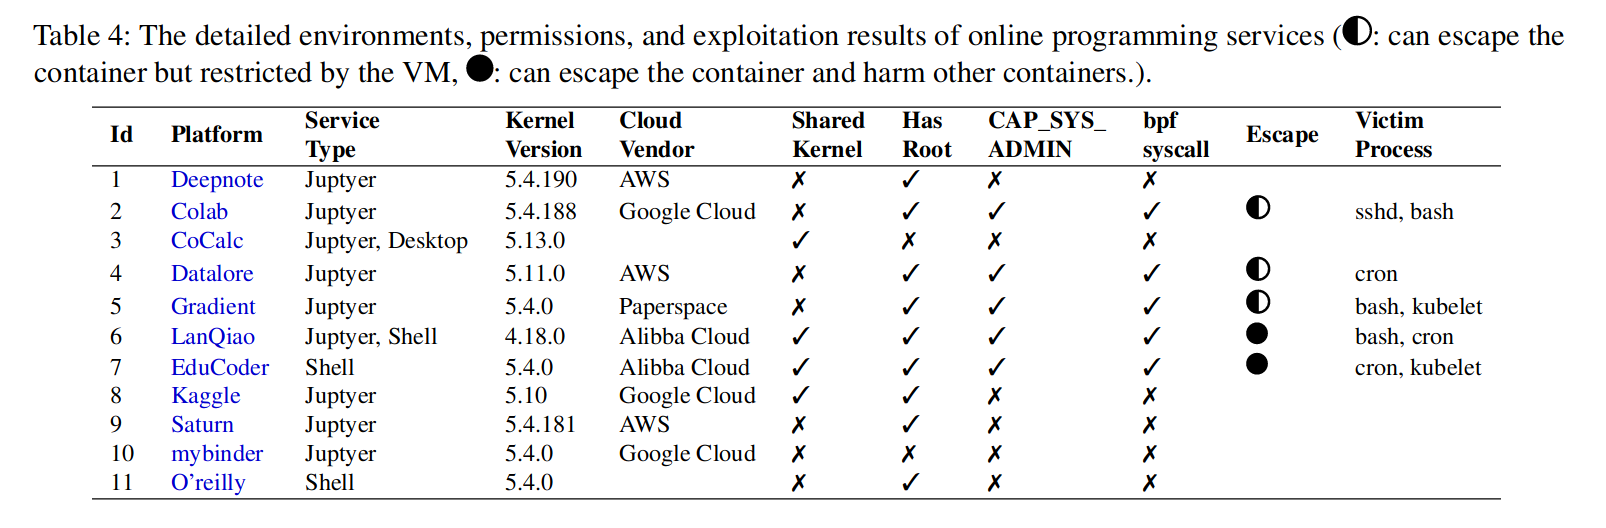 Table 4: The detailed environments, permissions, and exploitation results of online programming services (◐: can escape the
container but restricted by the VM, ●: can escape the container and harm other containers.).
Id Platform Service Type Kernel Version Cloud Vendor Shared Kernel Has Root CAP_SYS_ADMIN bpf syscall Escape Victim Process
1 Deepnote Juptyer 5.4.190 AWS ✗ ✓ ✗ ✗
2 Colab Juptyer 5.4.188 Google Cloud ✗ ✓ ✓ ✓ ◐ sshd, bash
3 CoCalc Juptyer, Desktop 5.13.0 ✓ ✗ ✗ ✗
4 Datalore Juptyer 5.11.0 AWS ✗ ✓ ✓ ✓ ◐ cron
5 Gradient Juptyer 5.4.0 Paperspace ✗ ✓ ✓ ✓ ◐ bash, kubelet
6 LanQiao Juptyer, Shell 4.18.0 Alibba Cloud ✓ ✓ ✓ ✓ ● bash, cron
7 EduCoder Shell 5.4.0 Alibba Cloud ✓ ✓ ✓ ✓ ● cron, kubelet
8 Kaggle Juptyer 5.10 Google Cloud ✓ ✓ ✗ ✗
9 Saturn Juptyer 5.4.181 AWS ✗ ✓ ✗ ✗
10 mybinder Juptyer 5.4.0 Google Cloud ✗ ✗ ✗ ✗
11 O'reilly Shell 5.4.0 ✗ ✓ ✗ ✗